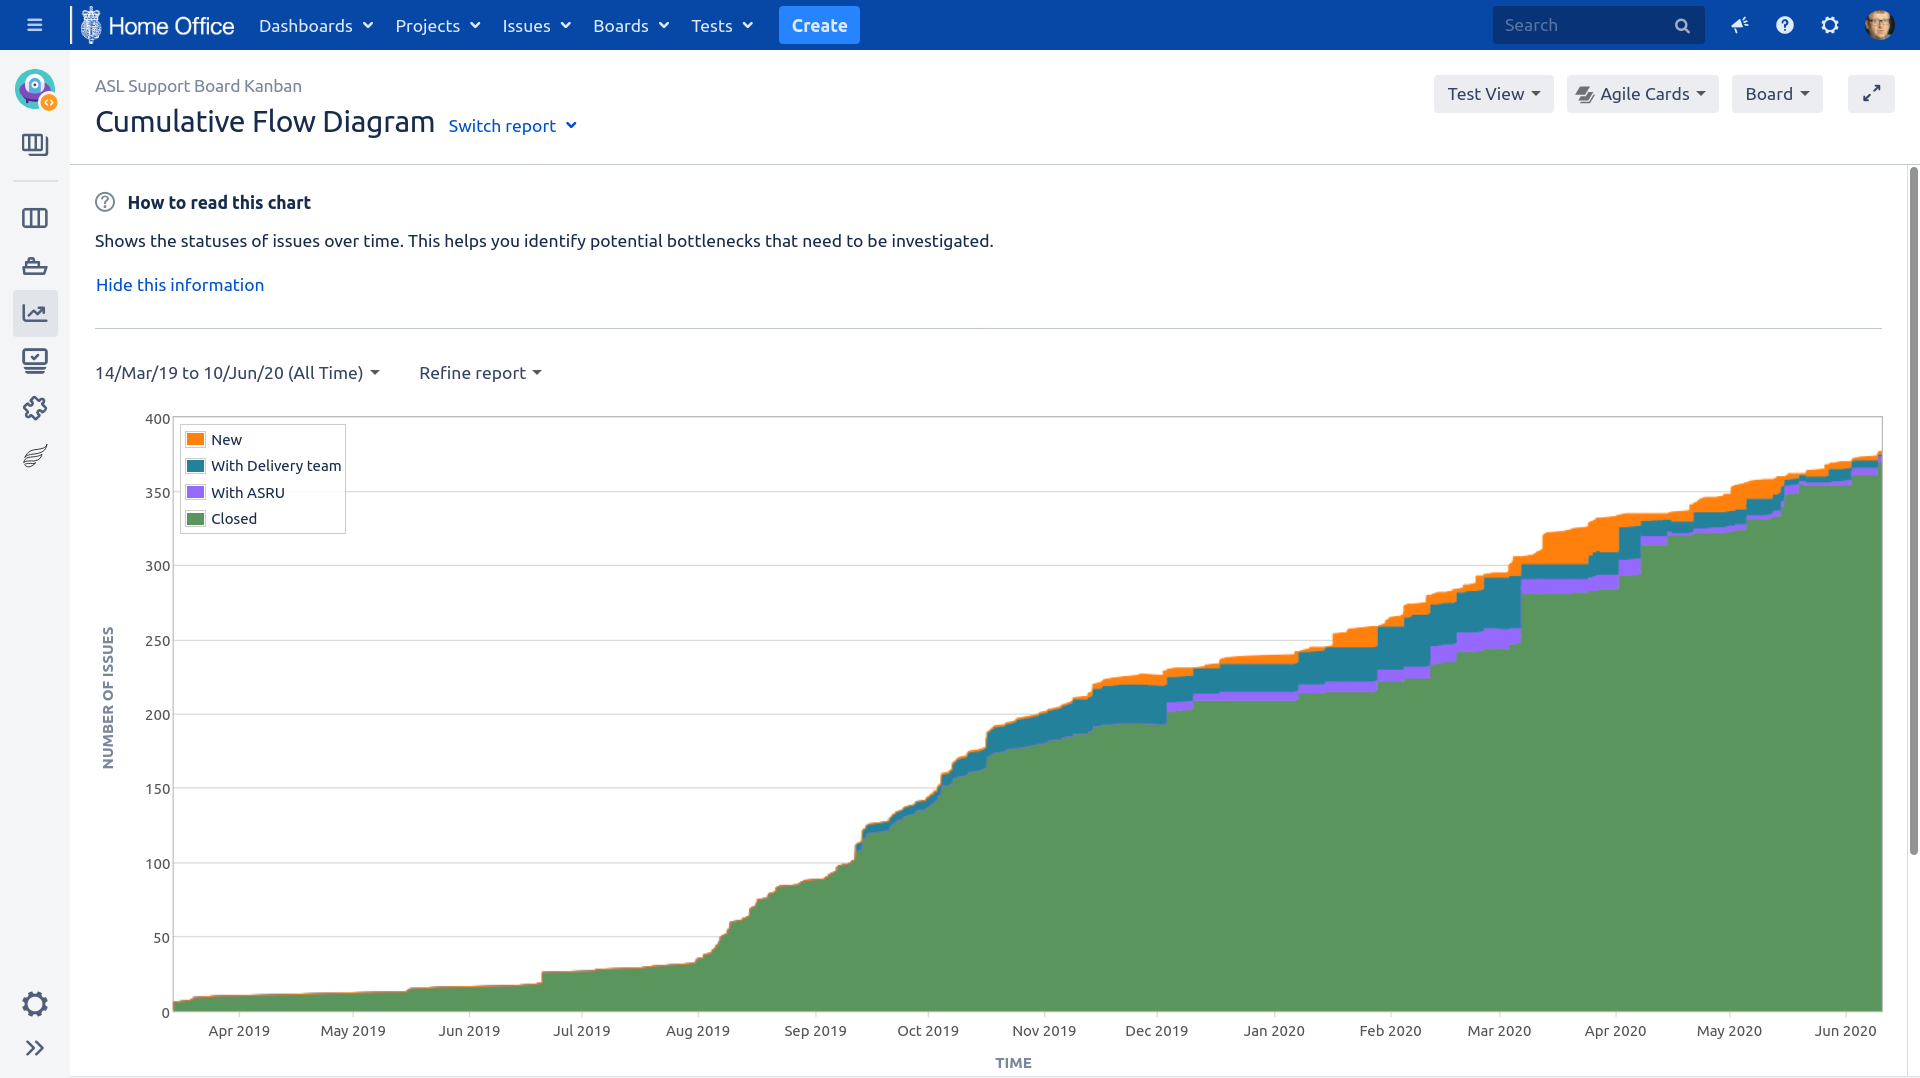 Home Office Dashboards Projects Issues Boards Tests Create Search
ASL Support Board Kanban
Cumulative Flow Diagram Switch report
Test View Agile Cards Board
How to read this chart
Shows the statuses of issues over time. This helps you identify potential bottlenecks that need to be investigated.
Hide this information
14/Mar/19 to 10/Jun/20 (All Time) Refine report
New
With Delivery team
With ASRU
Closed
400
350
300
250
200
150
100
50
0
NUMBER OF ISSUES
Apr 2019 May 2019 Jun 2019 Jul 2019 Aug 2019 Sep 2019 Oct 2019 Nov 2019 Dec 2019 Jan 2020 Feb 2020 Mar 2020 Apr 2020 May 2020 Jun 2020
TIME